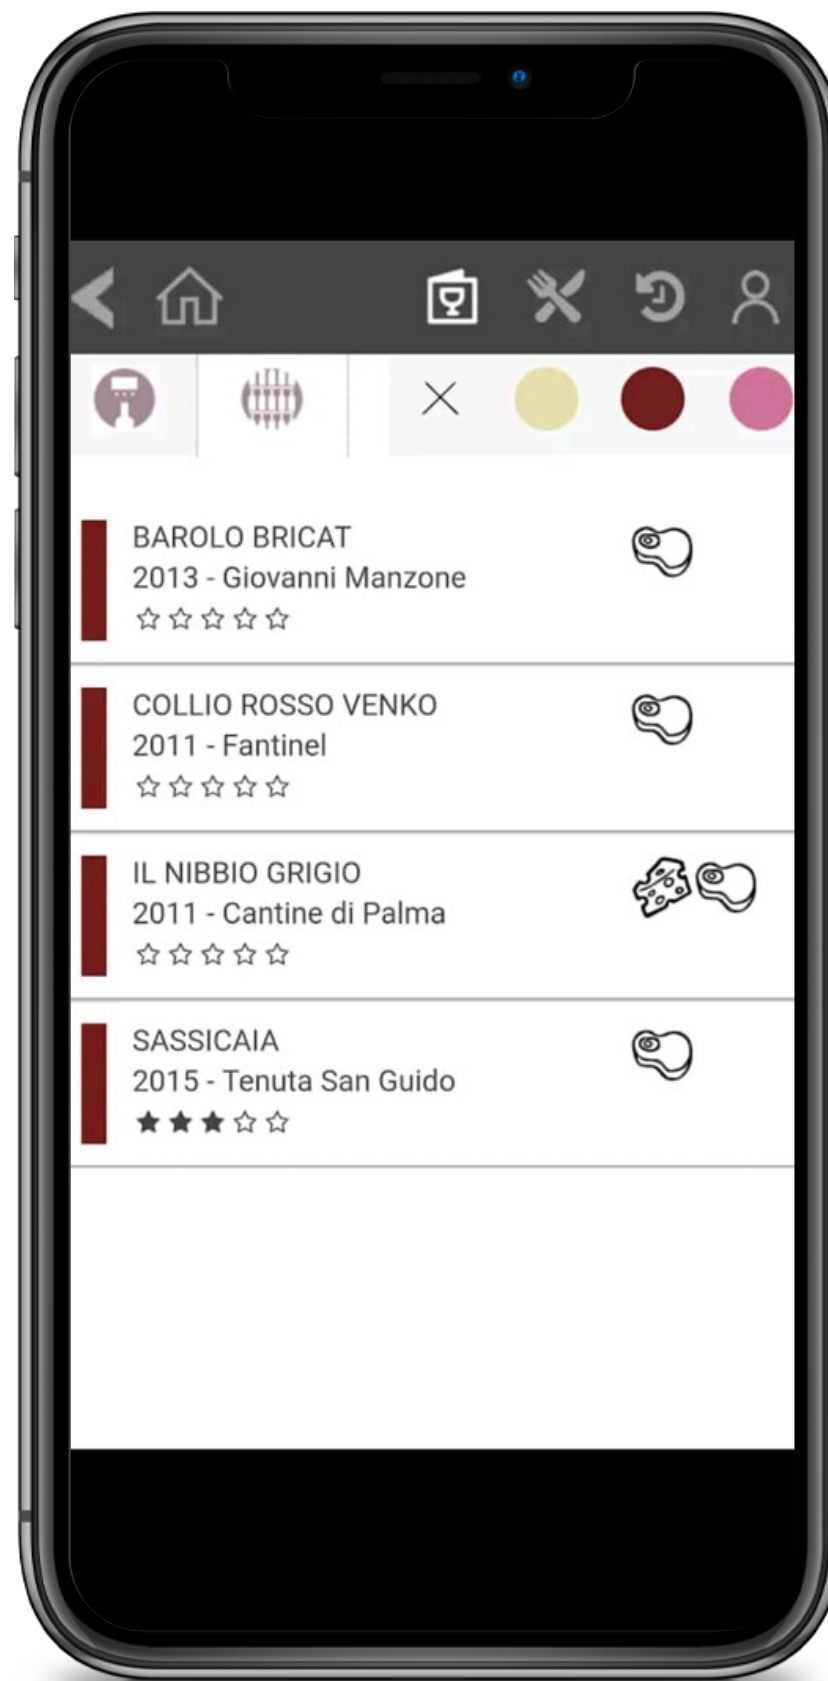 BAROLO BRICAT
2013 - Giovanni Manzone
COLLIO ROSSO VENKO
2011 - Fantinel
IL NIBBIO GRIGIO
2011 - Cantine di Palma
SASSICAIA
2015 - Tenuta San Guido